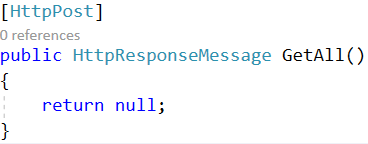 [HttpPost]
0 references
public HttpResponseMessage GetAll()
{
    return null;
}